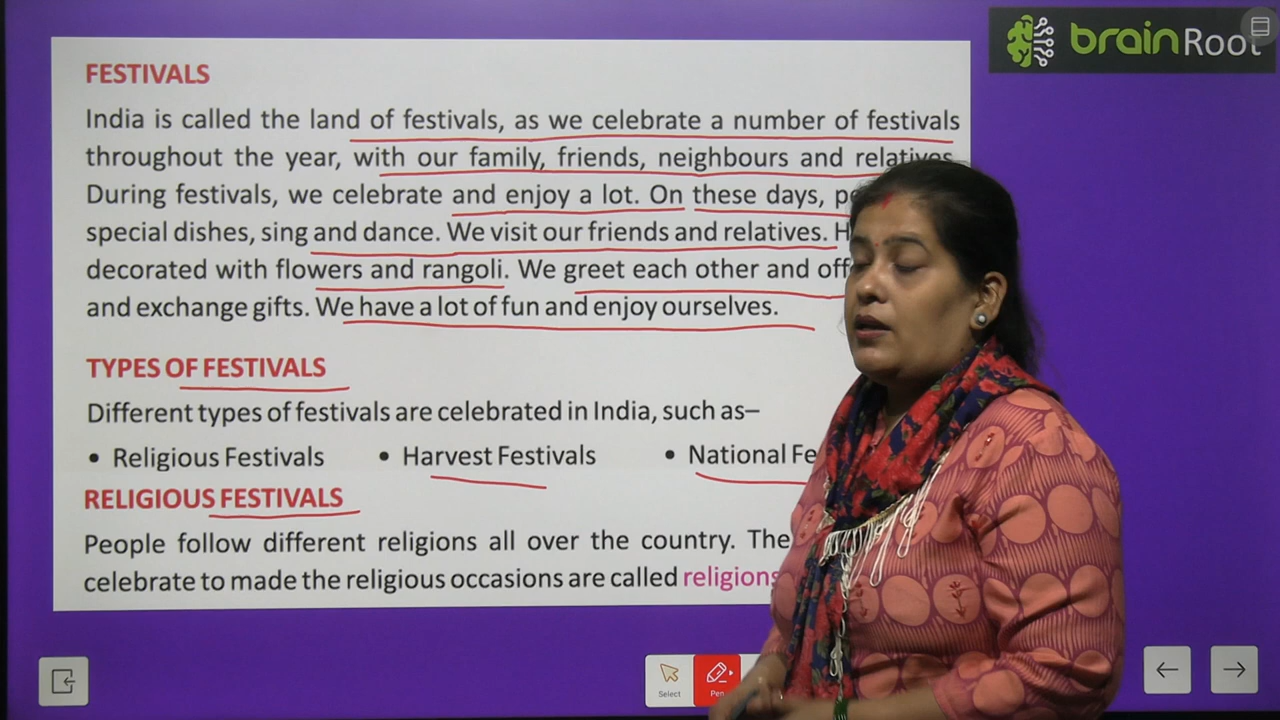 brainRoot
FESTIVALS
India is called the land of festivals, as we celebrate a number of festivals
throughout the year, with our family, friends, neighbours and relatives.
During festivals, we celebrate and enjoy a lot. On these days,
special dishes, sing and dance. We visit our friends and relatives.
decorated with flowers and rangoli. We greet each other and
and exchange gifts. We have a lot of fun and enjoy ourselves.
TYPES OF FESTIVALS
Different types of festivals are celebrated in India, such as–
• Religious Festivals • Harvest Festivals • National
RELIGIOUS FESTIVALS
People follow different religions all over the country. The
celebrate to made the religious occasions are called religions
Select
Pen